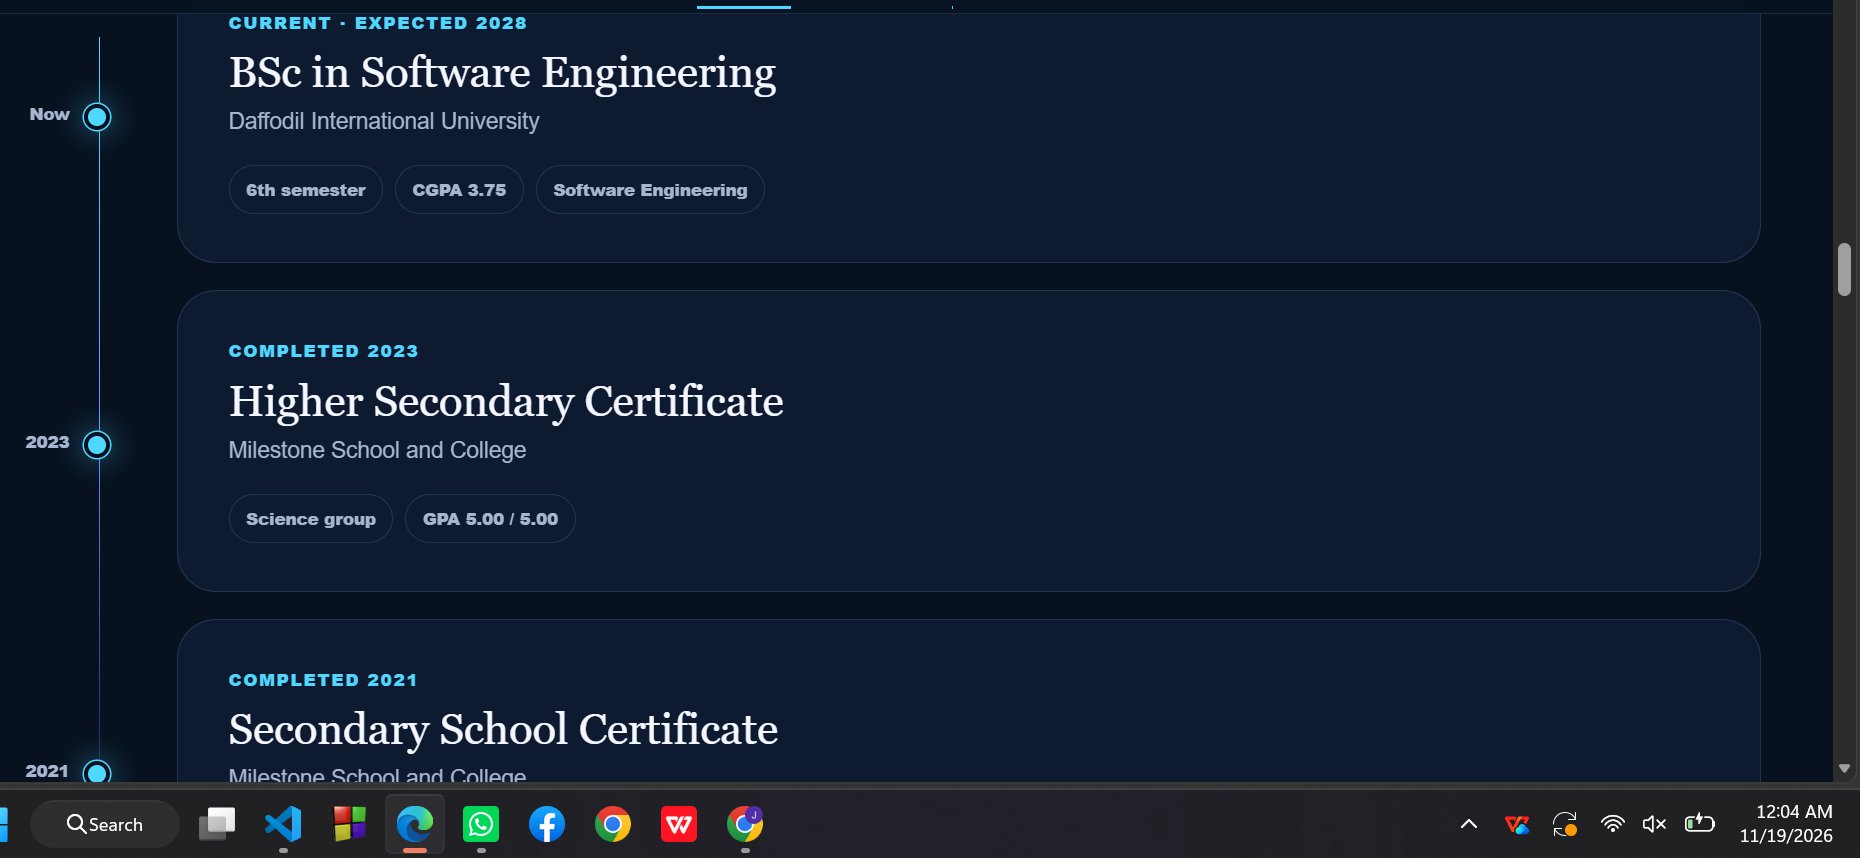 CURRENT · EXPECTED 2028
BSc in Software Engineering
Daffodil International University
Now
6th semester
CGPA 3.75
Software Engineering
COMPLETED 2023
Higher Secondary Certificate
Milestone School and College
2023
Science group
GPA 5.00 / 5.00
COMPLETED 2021
Secondary School Certificate
Milestone School and College
2021
Search
J
12:04 AM
11/19/2026